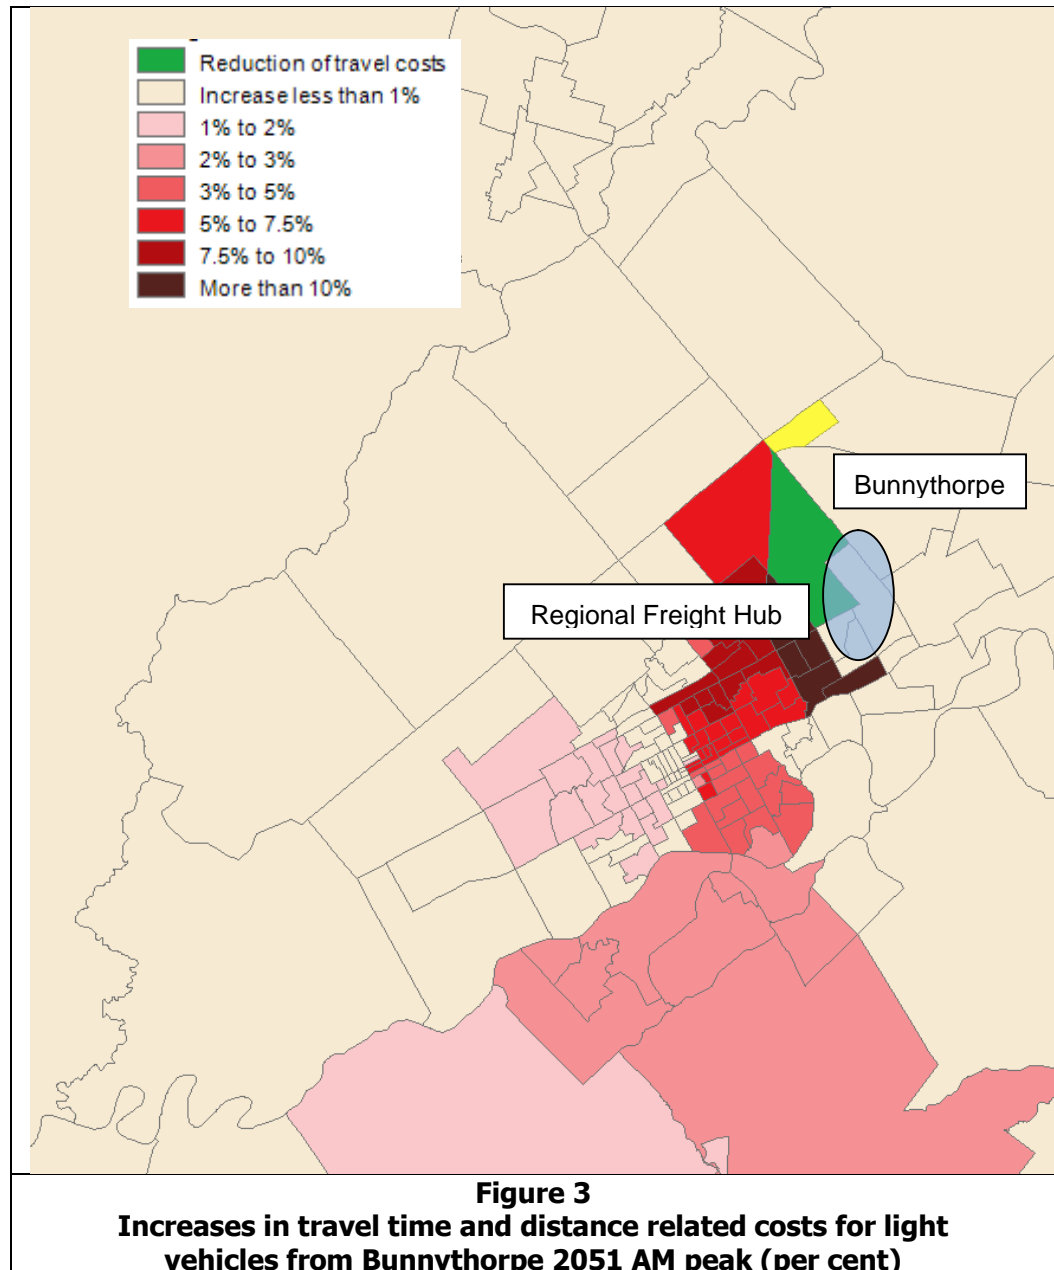 Reduction of travel costs
Increase less than 1%
1% to 2%
2% to 3%
3% to 5%
5% to 7.5%
7.5% to 10%
More than 10%
Bunnythorpe
Regional Freight Hub
Figure 3
Increases in travel time and distance related costs for light
vehicles from Bunnythorpe 2051 AM peak (per cent)